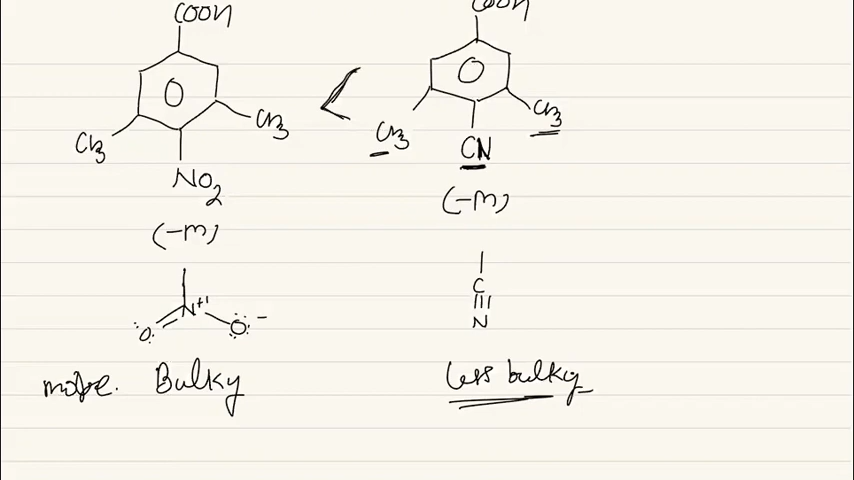 COOH COOH
< 
CH3 CH3 CH3 CH3
NO2 CN
(-M) (-M)
N+1 C
:O: :O:- N
more. Bulky less bulky